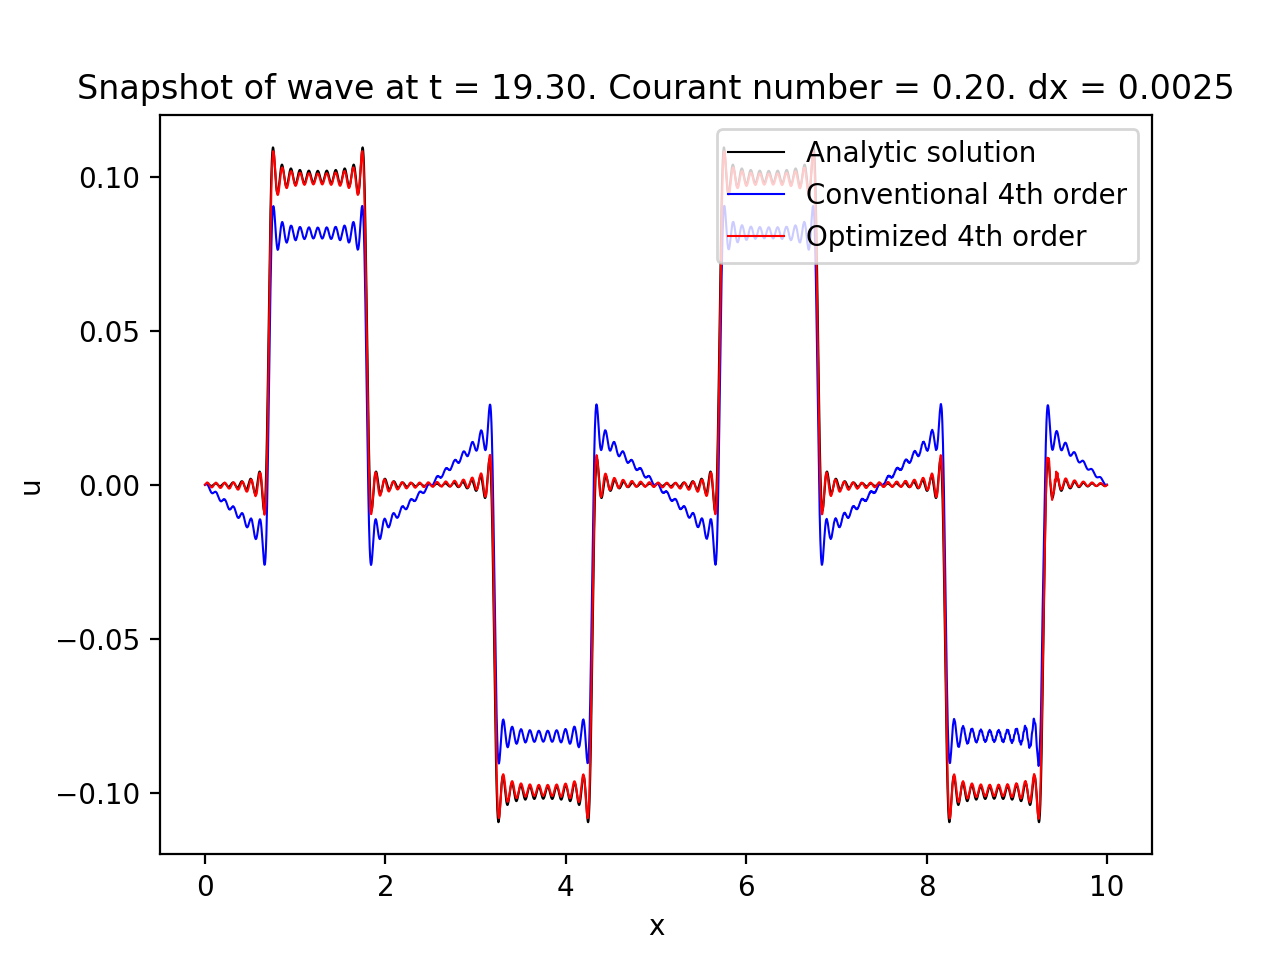 Snapshot of wave at t = 19.30. Courant number = 0.20. dx = 0.0025
Analytic solution
Conventional 4th order
Optimized 4th order
0.10
0.05
0.00
−0.05
−0.10
u
0 2 4 6 8 10
x